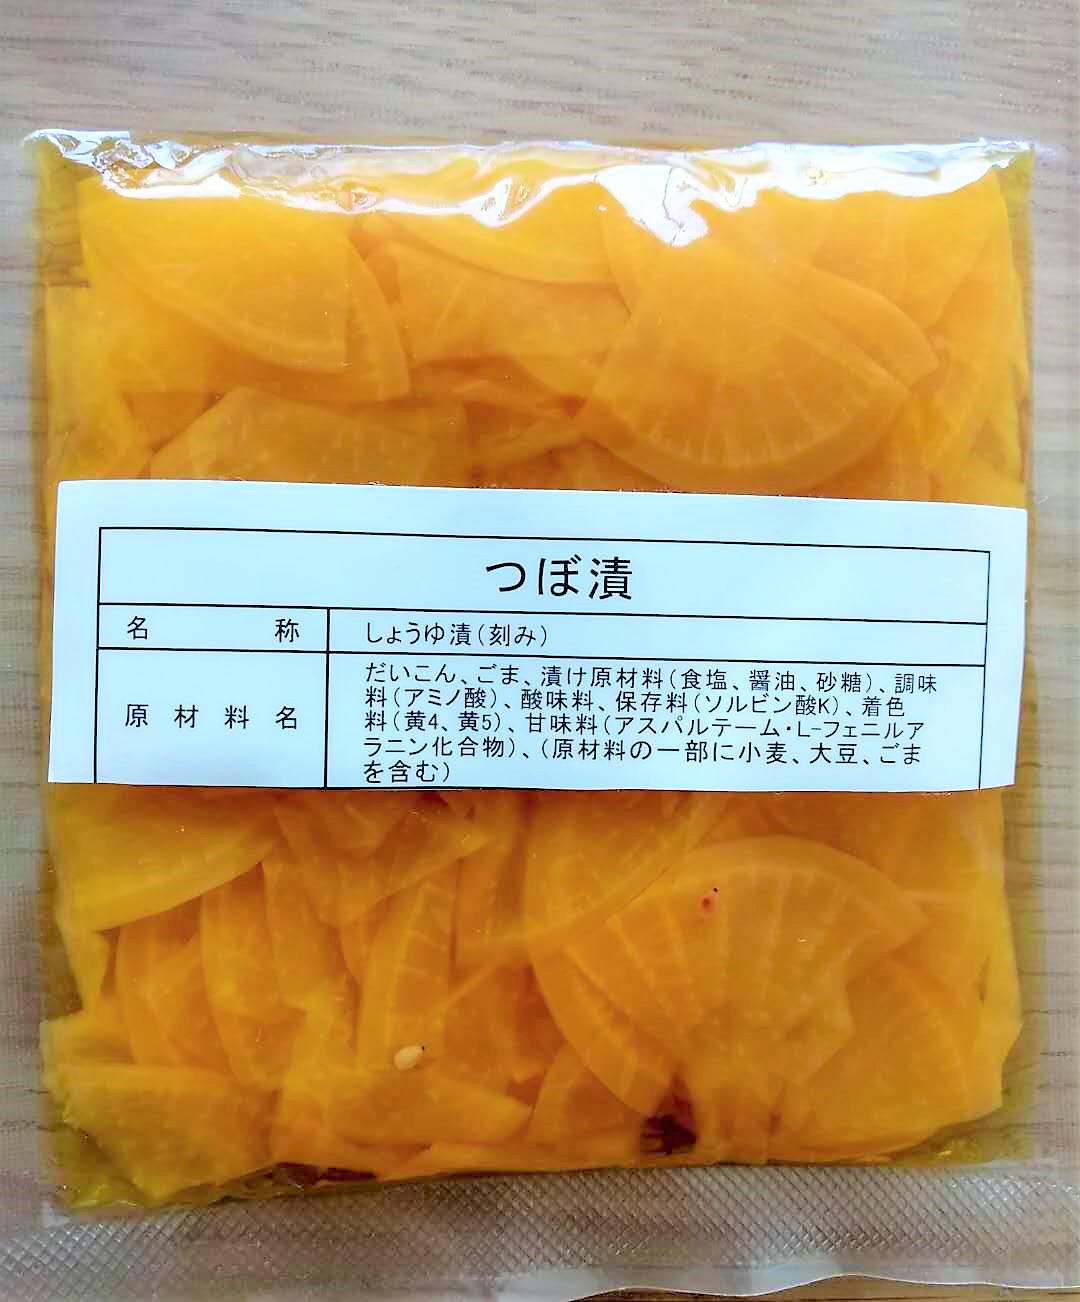 つぼ漬
名称 しょうゆ漬(刻み)
原材料名 だいこん、ごま、漬け原材料(食塩、醤油、砂糖)、調味
料(アミノ酸)、酸味料、保存料(ソルビン酸K)、着色
料(黄4、黄5)、甘味料(アスパルテーム・L-フェニルア
ラニン化合物)、(原材料の一部に小麦、大豆、ごま
を含む)